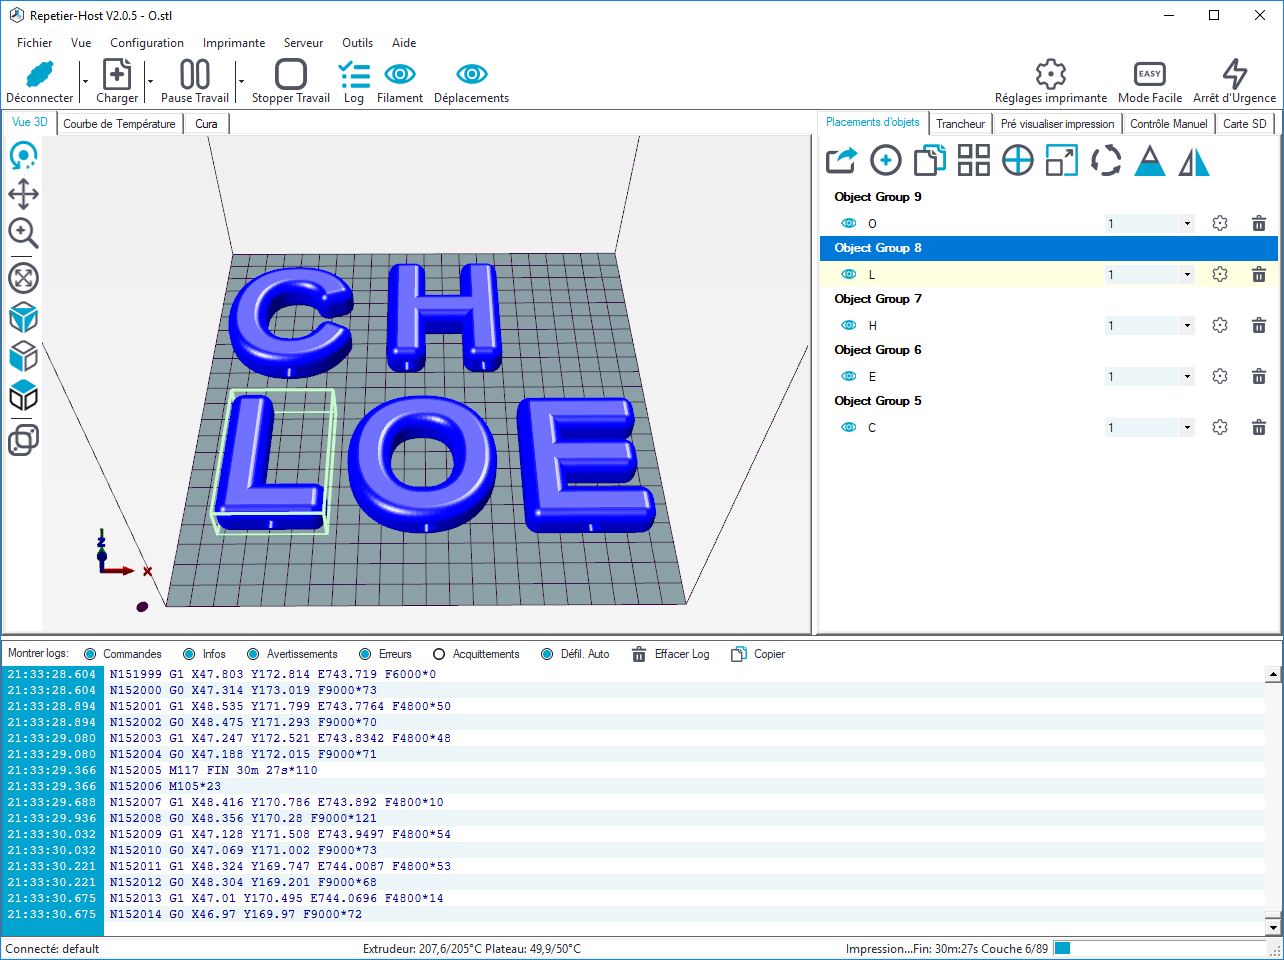 Repetier-Host V2.0.5 - O.stl
Fichier Vue Configuration Imprimante Serveur Outils Aide
Déconnecter Charger Pause Travail Stopper Travail Log Filament Déplacements Réglages imprimante EASY Mode Facile Arrêt d'Urgence
Vue 3D Courbe de Température Cura
Placements d'objets Trancheur Pré visualiser impression Contrôle Manuel Carte SD
Object Group 9
O 1
Object Group 8
L 1
Object Group 7
H 1
Object Group 6
E 1
Object Group 5
C 1
CH
LOE
Z
X
Montrer logs: Commandes Infos Avertissements Erreurs Acquittements Défil. Auto Effacer Log Copier
21:33:28.604 N151999 G1 X47.803 Y172.814 E743.719 F6000*0
21:33:28.604 N152000 G0 X47.314 Y173.019 F9000*73
21:33:28.894 N152001 G1 X48.535 Y171.799 E743.7764 F4800*50
21:33:28.894 N152002 G0 X48.475 Y171.293 F9000*70
21:33:29.080 N152003 G1 X47.247 Y172.521 E743.8342 F4800*48
21:33:29.080 N152004 G0 X47.188 Y172.015 F9000*71
21:33:29.366 N152005 M117 FIN 30m 27s*110
21:33:29.366 N152006 M105*23
21:33:29.688 N152007 G1 X48.416 Y170.786 E743.892 F4800*10
21:33:29.936 N152008 G0 X48.356 Y170.28 F9000*121
21:33:30.032 N152009 G1 X47.128 Y171.508 E743.9497 F4800*54
21:33:30.032 N152010 G0 X47.069 Y171.002 F9000*73
21:33:30.221 N152011 G1 X48.324 Y169.747 E744.0087 F4800*53
21:33:30.221 N152012 G0 X48.304 Y169.201 F9000*68
21:33:30.675 N152013 G1 X47.01 Y170.495 E744.0696 F4800*14
21:33:30.675 N152014 G0 X46.97 Y169.97 F9000*72
Connecté: default Extrudeur: 207,6/205°C Plateau: 49,9/50°C Impression...Fin: 30m:27s Couche 6/89